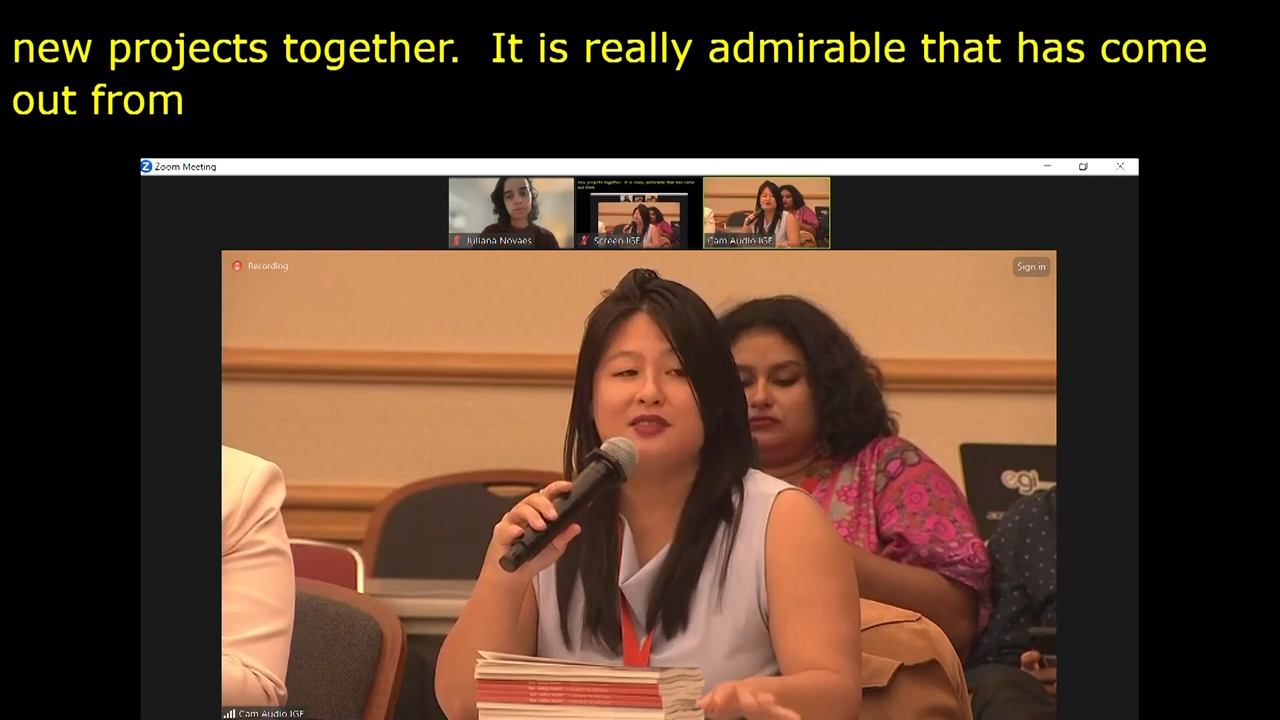 new projects together.  It is really admirable that has come
out from
Zoom Meeting
Juliana Novaes
Screen IGF
Cam Audio IGF
Recording
Sign in
egi
Cam Audio IGF